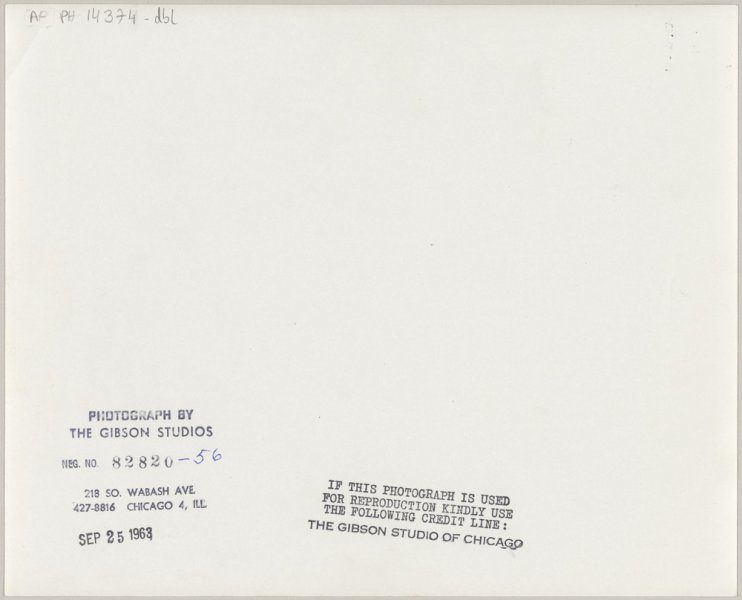 AP PH 14374-dbl
PHOTOGRAPH BY
THE GIBSON STUDIOS
NEG. NO. 82820-56
218 SO. WABASH AVE.
427-8816 CHICAGO 4, ILL.
SEP 25 1963
IF THIS PHOTOGRAPH IS USED
FOR REPRODUCTION KINDLY USE
THE FOLLOWING CREDIT LINE:
THE GIBSON STUDIO OF CHICAGO